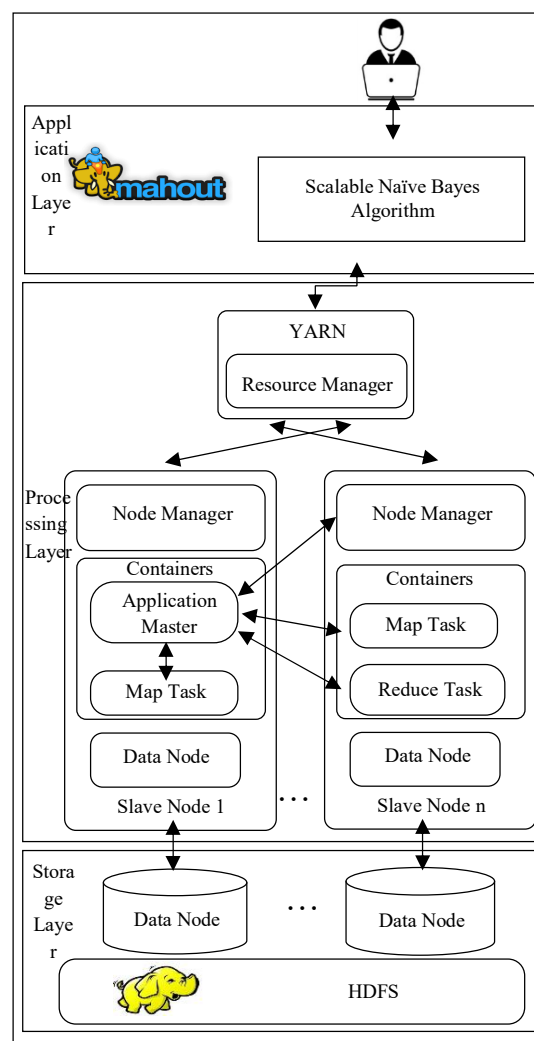 Appl
icati
on
Laye
r
mahout
Scalable Naïve Bayes
Algorithm
YARN
Resource Manager
Proce
ssing
Layer
Node Manager
Containers
Application
Master
Map Task
Data Node
Slave Node 1
...
Node Manager
Containers
Map Task
Reduce Task
Data Node
Slave Node n
Stora
ge
Laye
r
Data Node
...
Data Node
HDFS